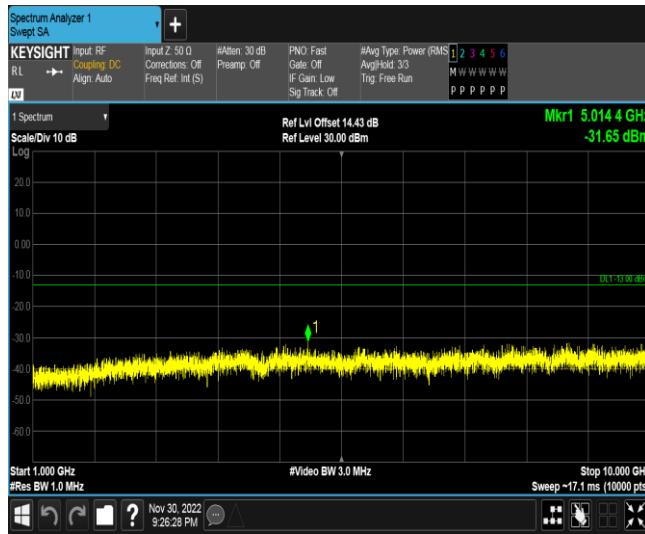 Spectrum Analyzer 1
Swept SA
+
KEYSIGHT Input: RF Input Z: 50 Ω #Atten: 30 dB PNO: Fast #Avg Type: Power (RMS 1 2 3 4 5 6
RL Coupling: DC Corrections: Off Preamp: Off Gate: Off Avg|Hold: 3/3 M W W W W W
Align: Auto Freq Ref: Int (S) IF Gain: Low Trig: Free Run
LXI Sig Track: Off P P P P P P
1 Spectrum Ref Lvl Offset 14.43 dB Mkr1 5.014 4 GHz
Scale/Div 10 dB Ref Level 30.00 dBm -31.65 dBm
Log
20.0
10.0
0.00
-10.0 DL1 -13.00 dBm
-20.0
1
-30.0
-40.0
-50.0
-60.0
Start 1.000 GHz #Video BW 3.0 MHz Stop 10.000 GH
#Res BW 1.0 MHz Sweep ~17.1 ms (10000 pts
? Nov 30, 2022
9:26:28 PM